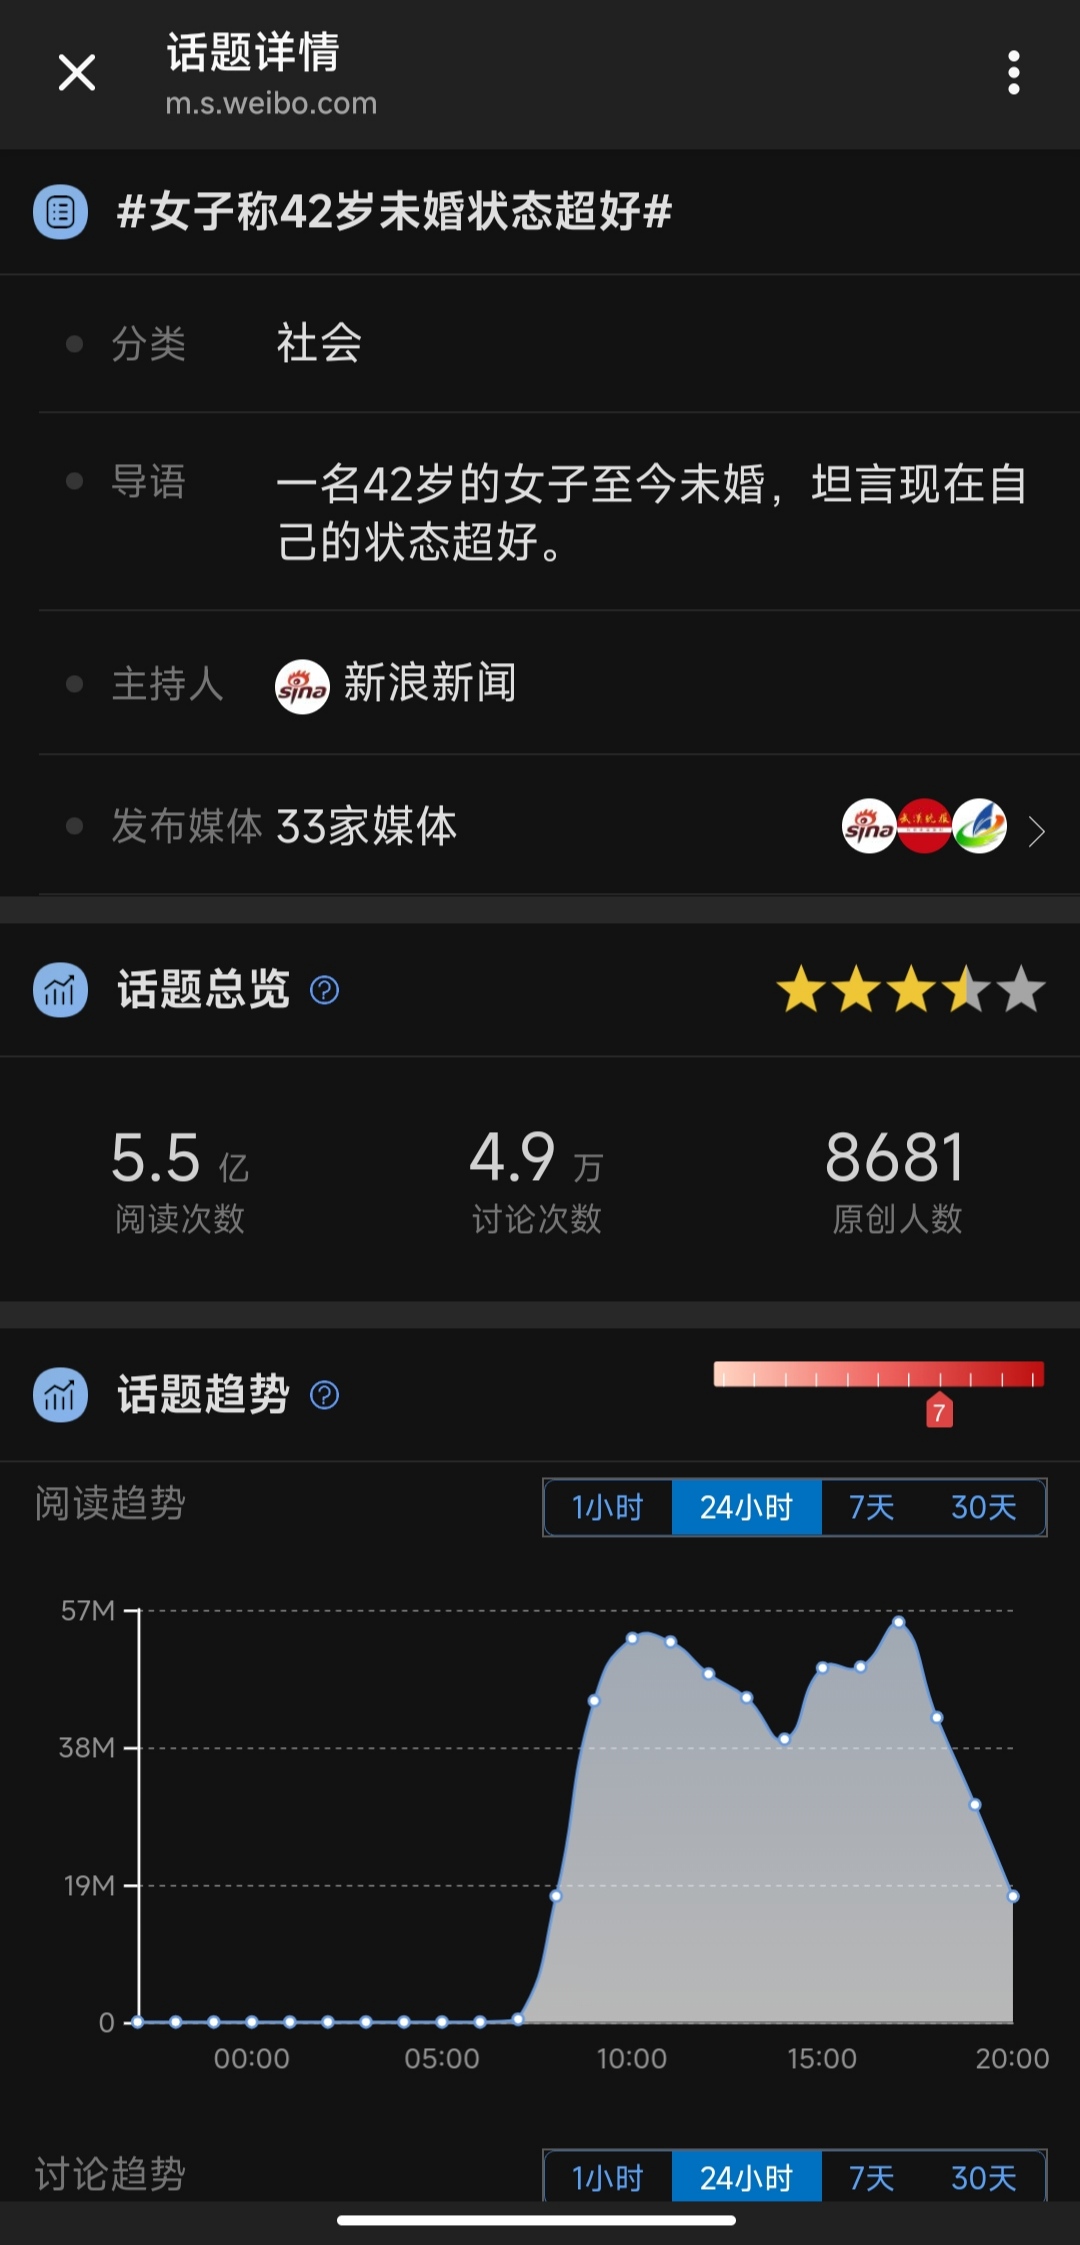 话题详情
m.s.weibo.com
#女子称42岁未婚状态超好#
分类 社会
导语 一名42岁的女子至今未婚，坦言现在自
己的状态超好。
主持人 sina 新浪新闻
发布媒体 33家媒体 sina 武汉晚报
话题总览 ?
5.5 亿 4.9 万 8681
阅读次数 讨论次数 原创人数
话题趋势 ? 7
阅读趋势 1小时 24小时 7天 30天
57M
38M
19M
0
00:00 05:00 10:00 15:00 20:00
讨论趋势 1小时 24小时 7天 30天